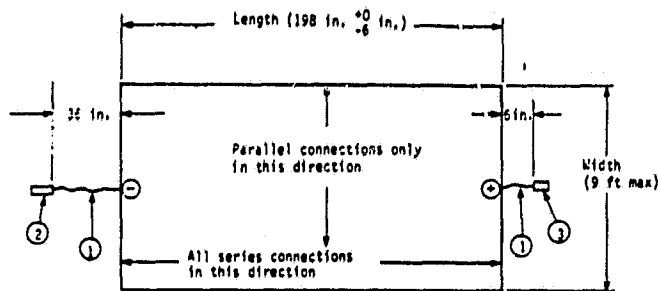 Length (198 in. +0 -6 in.)
36 in.
6in.
Parallel connections only
in this direction
Width
(9 ft max)
−
+
2
1
1
3
All series connections
in this direction